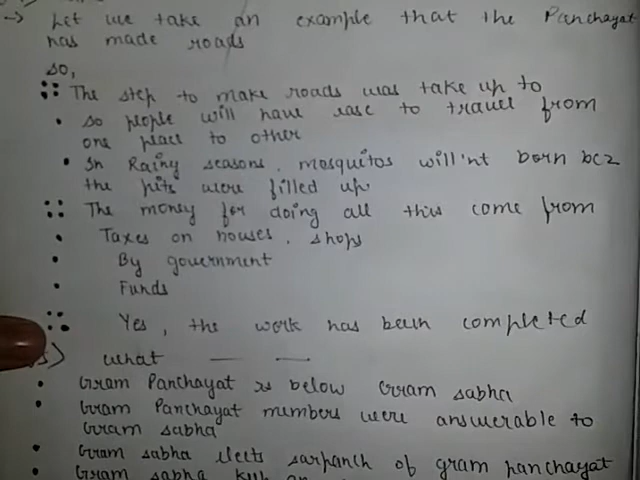 → Let us take an example that the Panchayat
has made roads
so,
:: The step to make roads was take up to
• so people will have ease to travel from
one place to other
• In Rainy seasons, mosquitos will'nt born bcz
the pits were filled up
:: The money for doing all this come from
• Taxes on houses, shops
• By government
• Funds
:: Yes, the work has been completed
what — —
• Gram Panchayat is below Gram sabha
• Gram Panchayat members were answerable to
Gram sabha
• Gram sabha elects sarpanch of gram panchayat
• Gram sabha